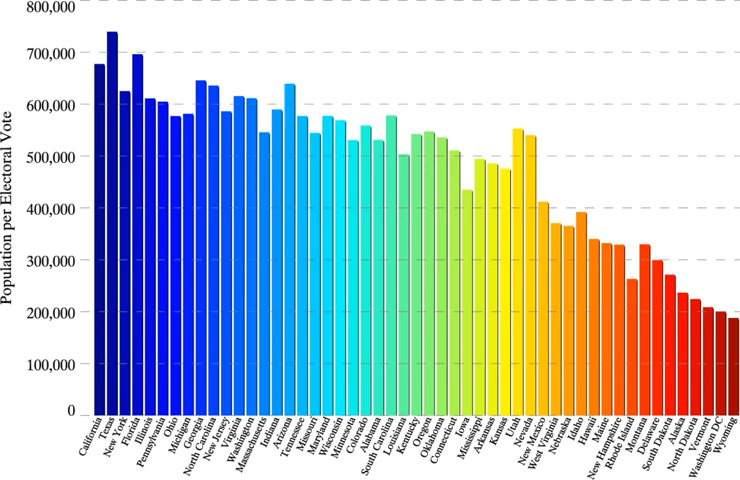 Population per Electoral Vote
800,000
700,000
600,000
500,000
400,000
300,000
200,000
100,000
0
California
Texas
New York
Florida
Illinois
Pennsylvania
Ohio
Michigan
Georgia
North Carolina
New Jersey
Virginia
Washington
Massachusetts
Indiana
Arizona
Tennessee
Missouri
Maryland
Wisconsin
Minnesota
Colorado
Alabama
South Carolina
Louisiana
Kentucky
Oregon
Oklahoma
Connecticut
Iowa
Mississippi
Arkansas
Kansas
Utah
Nevada
New Mexico
West Virginia
Nebraska
Idaho
Hawaii
Maine
New Hampshire
Rhode Island
Montana
Delaware
South Dakota
Alaska
North Dakota
Vermont
Washington DC
Wyoming